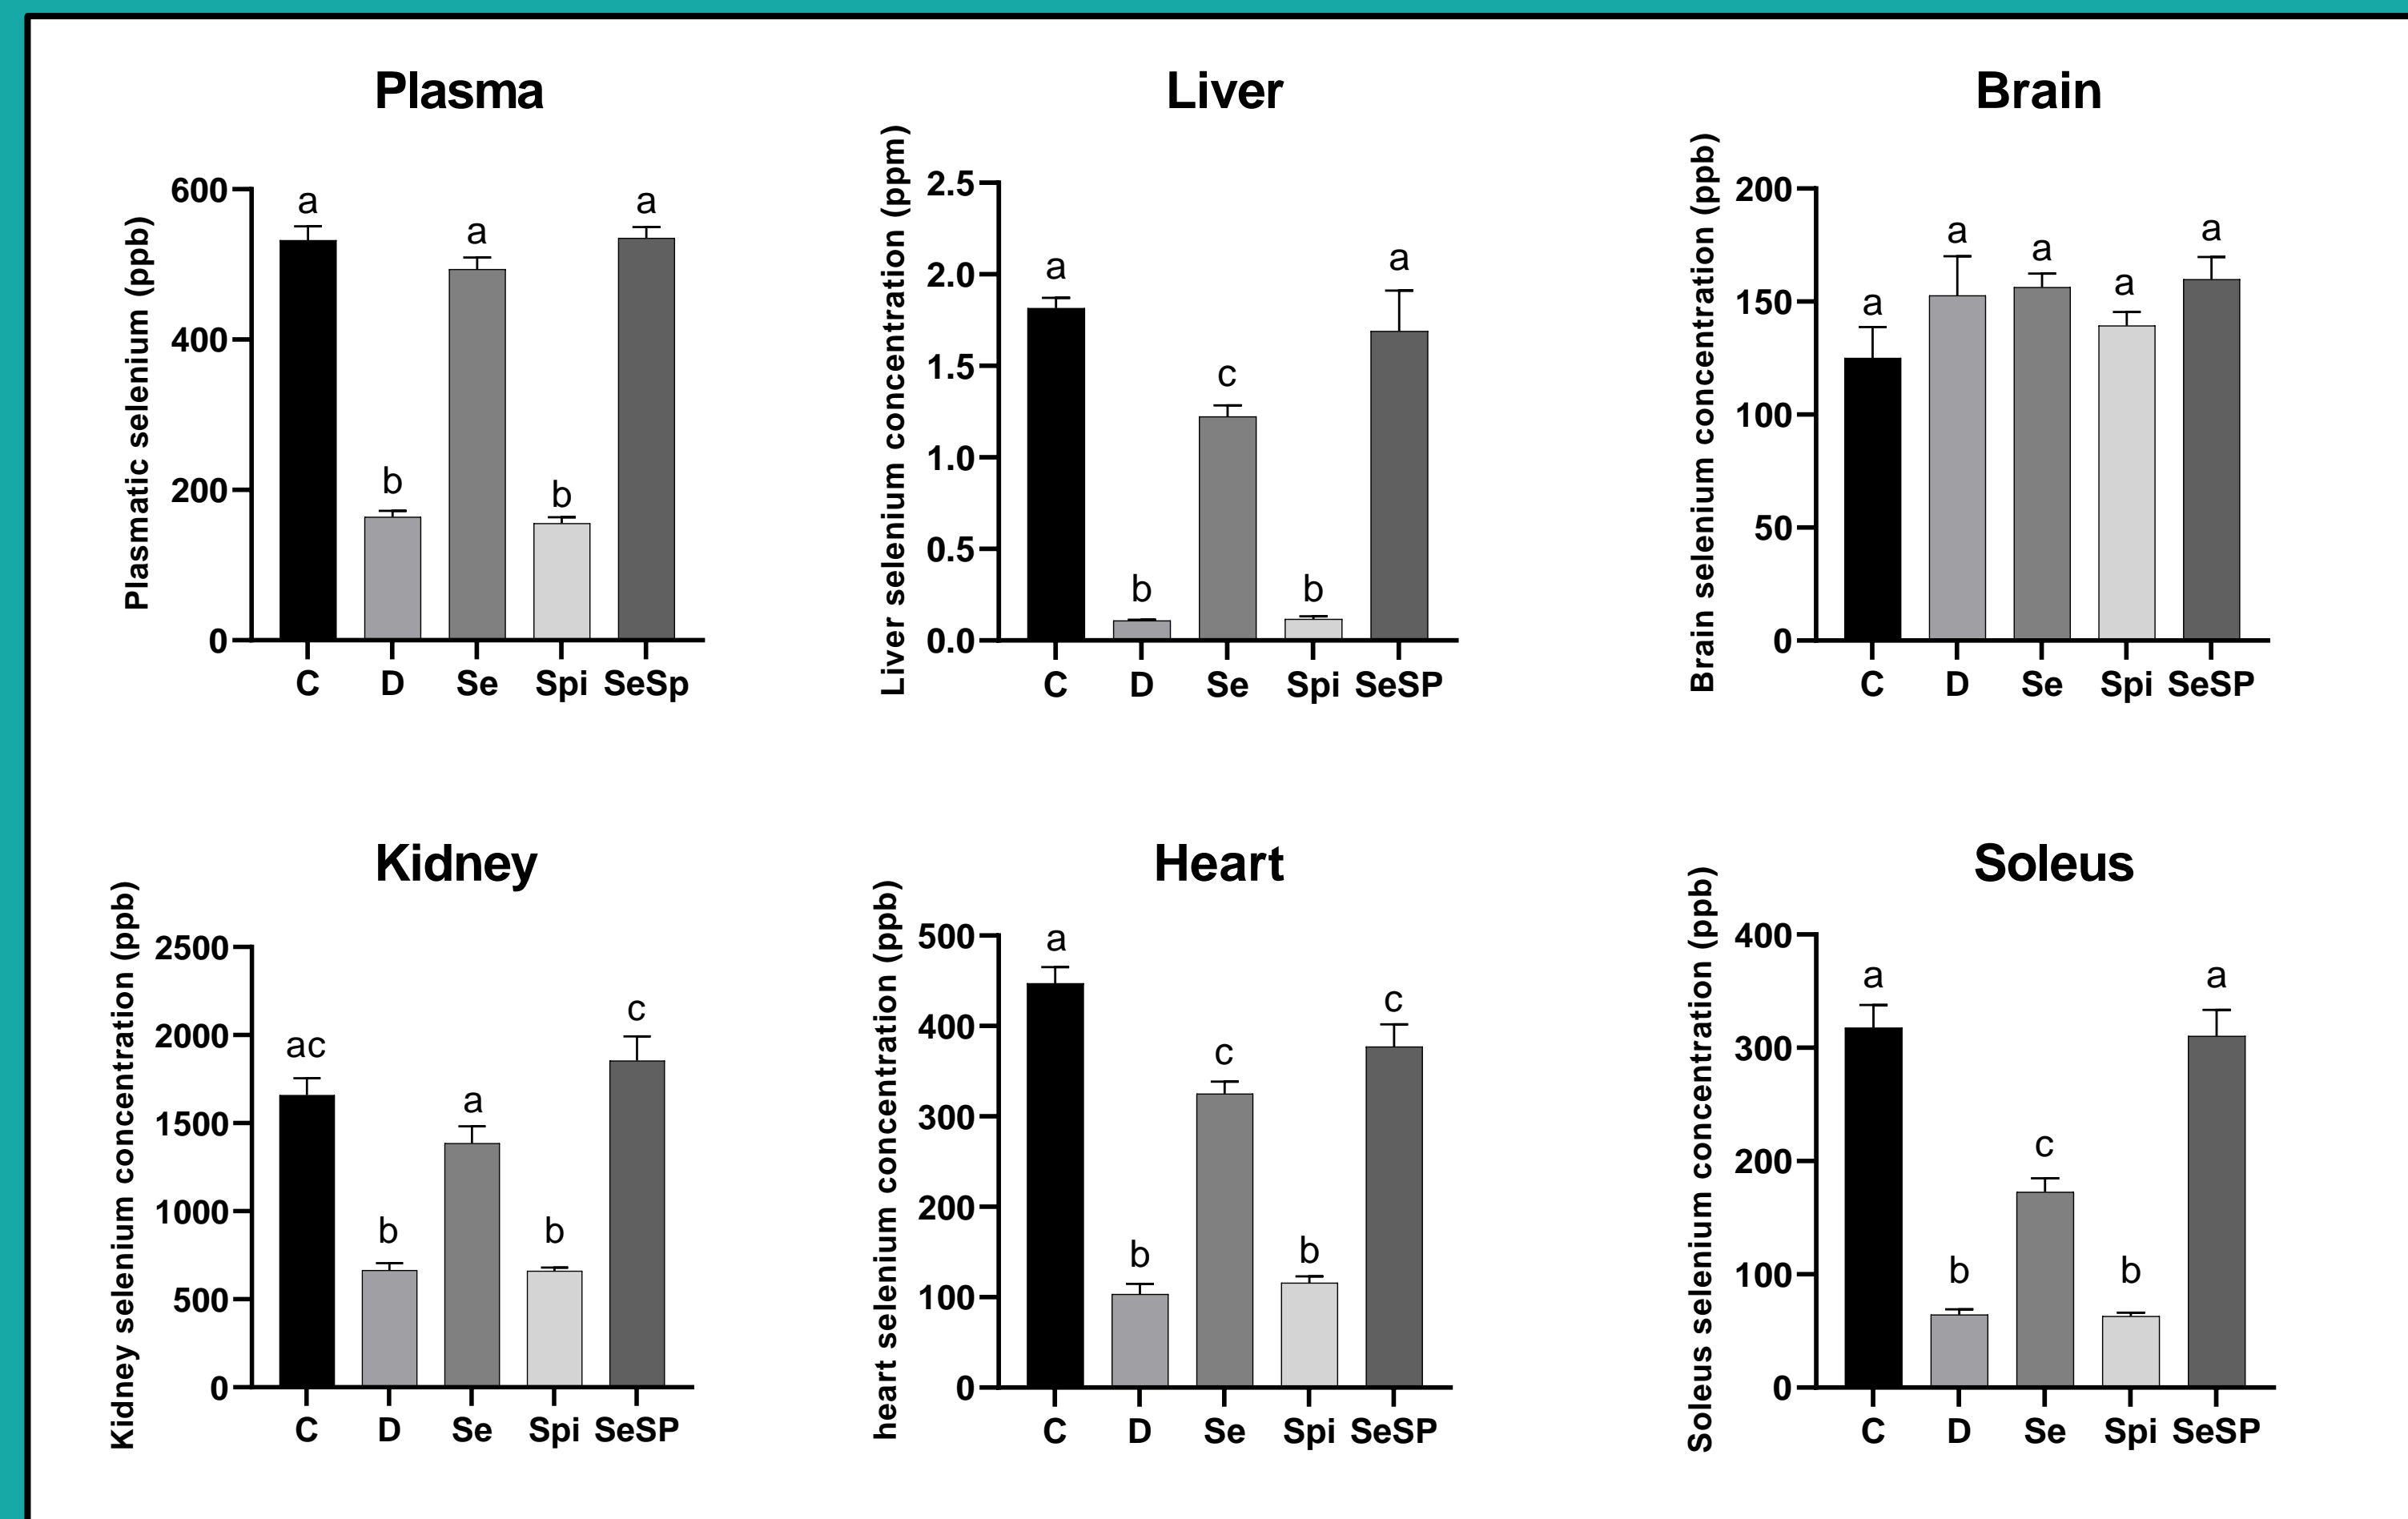 Plasma
Plasmatic selenium (ppb)
600
400
200
0
a
b
a
b
a
C D Se Spi SeSp
Liver
Liver selenium concentration (ppm)
2.5
2.0
1.5
1.0
0.5
0.0
a
b
c
b
a
C D Se Spi SeSP
Brain
Brain selenium concentration (ppb)
200
150
100
50
0
a
a
a
a
a
C D Se Spi SeSP
Kidney
Kidney selenium concentration (ppb)
2500
2000
1500
1000
500
0
ac
b
a
b
c
C D Se Spi SeSP
Heart
heart selenium concentration (ppb)
500
400
300
200
100
0
a
b
c
b
c
C D Se Spi SeSP
Soleus
Soleus selenium concentration (ppb)
400
300
200
100
0
a
b
c
b
a
C D Se Spi SeSP